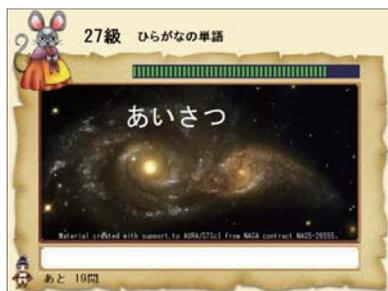 27級 ひらがなの単語
あいさつ
Material created with support to AURA/STScI from NASA contract NAS5-26555.
あと 19問